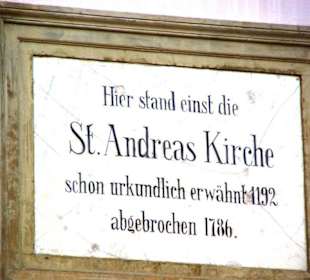 Hier stand einst die
St. Andreas Kirche
schon urkundlich erwähnt 1192
abgebrochen 1786.